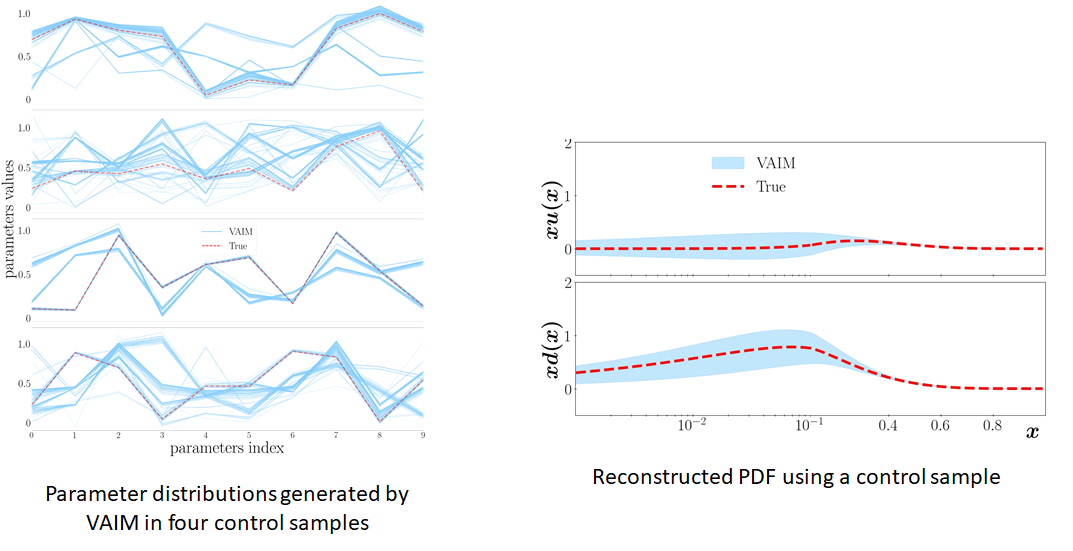 parameters values
1.0
0.5
0
1.0
0.5
0
1.0
0.5
0
VAIM
True
1.0
0.5
0
0 1 2 3 4 5 6 7 8 9
parameters index
Parameter distributions generated by
VAIM in four control samples
2
1
0
xu(x)
VAIM
True
2
1
0
xd(x)
10⁻² 10⁻¹ 0.4 0.6 0.8
x
Reconstructed PDF using a control sample